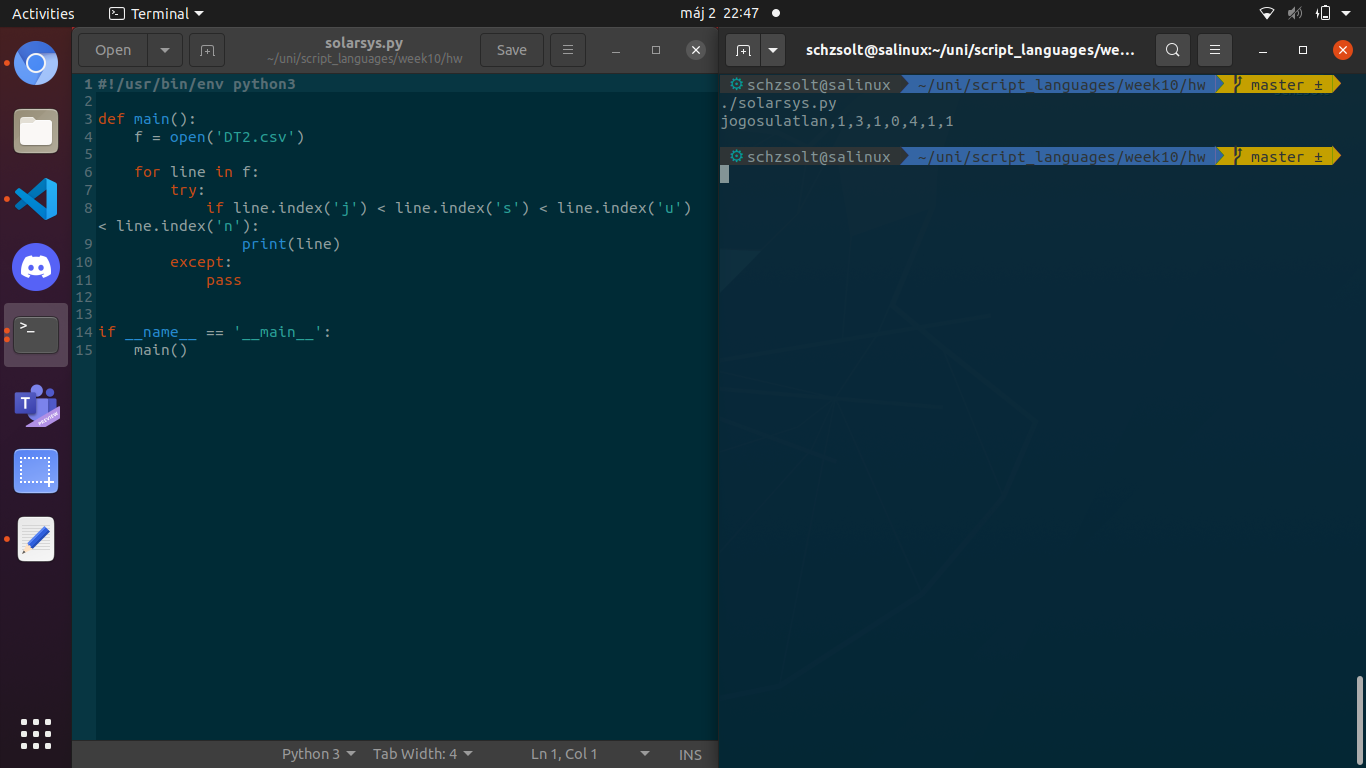 Activities
Terminal
máj 2 22:47
Open
solarsys.py
~/uni/script_languages/week10/hw
Save
1 #!/usr/bin/env python3
2
3 def main():
4     f = open('DT2.csv')
5
6     for line in f:
7         try:
8             if line.index('j') < line.index('s') < line.index('u')
< line.index('n'):
9                 print(line)
10         except:
11             pass
12
13
14 if __name__ == '__main__':
15     main()
Python 3
Tab Width: 4
Ln 1, Col 1
INS
schzsolt@salinux:~/uni/script_languages/we...
schzsolt@salinux ~/uni/script_languages/week10/hw master ±
./solarsys.py
jogosulatlan,1,3,1,0,4,1,1
schzsolt@salinux ~/uni/script_languages/week10/hw master ±
>_
T
PREVIEW